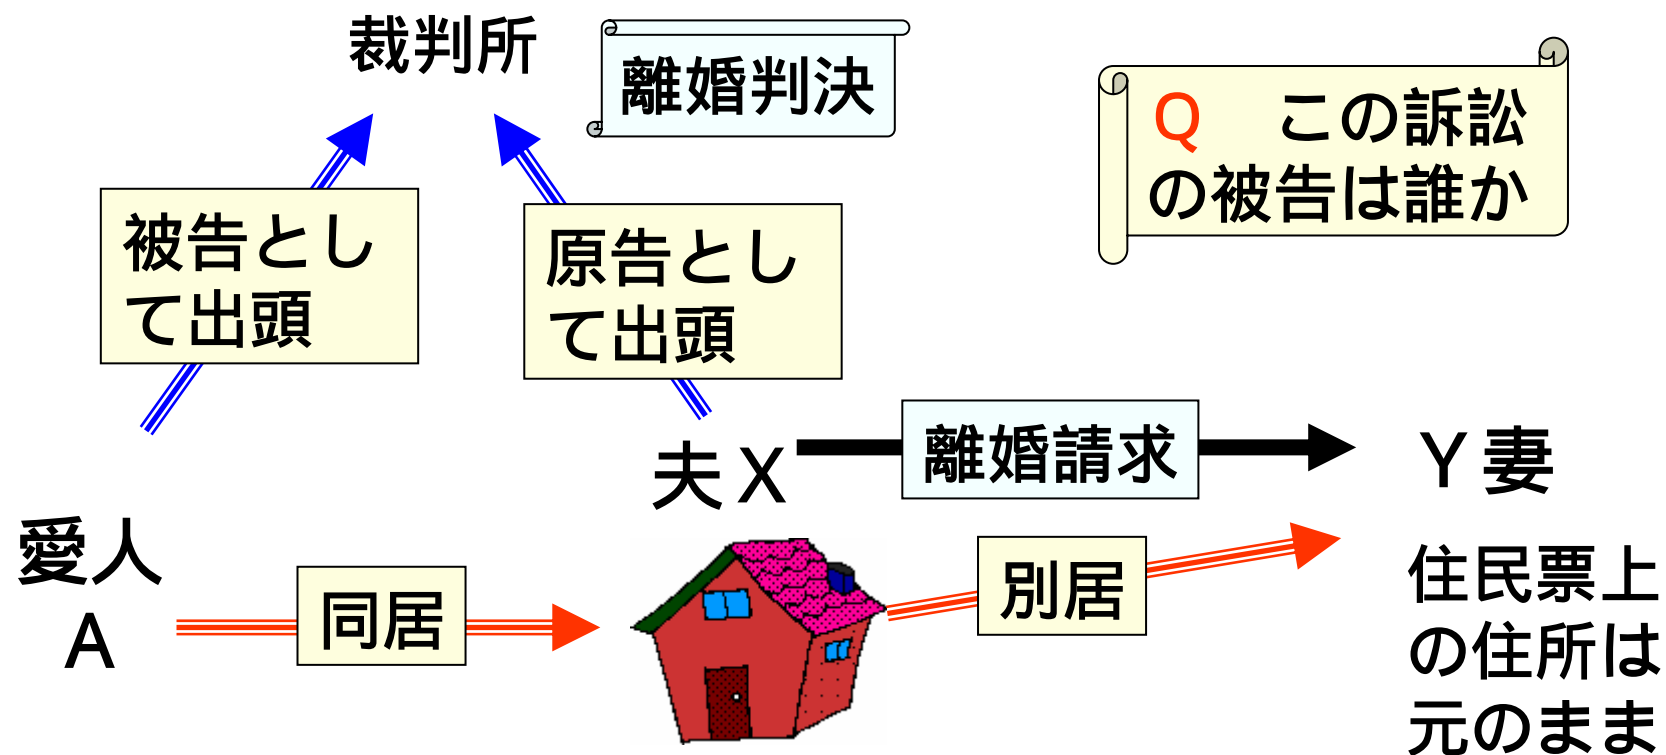 裁判所
離婚判決
Q この訴訟
の被告は誰か
被告とし
て出頭
原告とし
て出頭
夫X
離婚請求
Y妻
愛人
A
同居
別居
住民票上
の住所は
元のまま